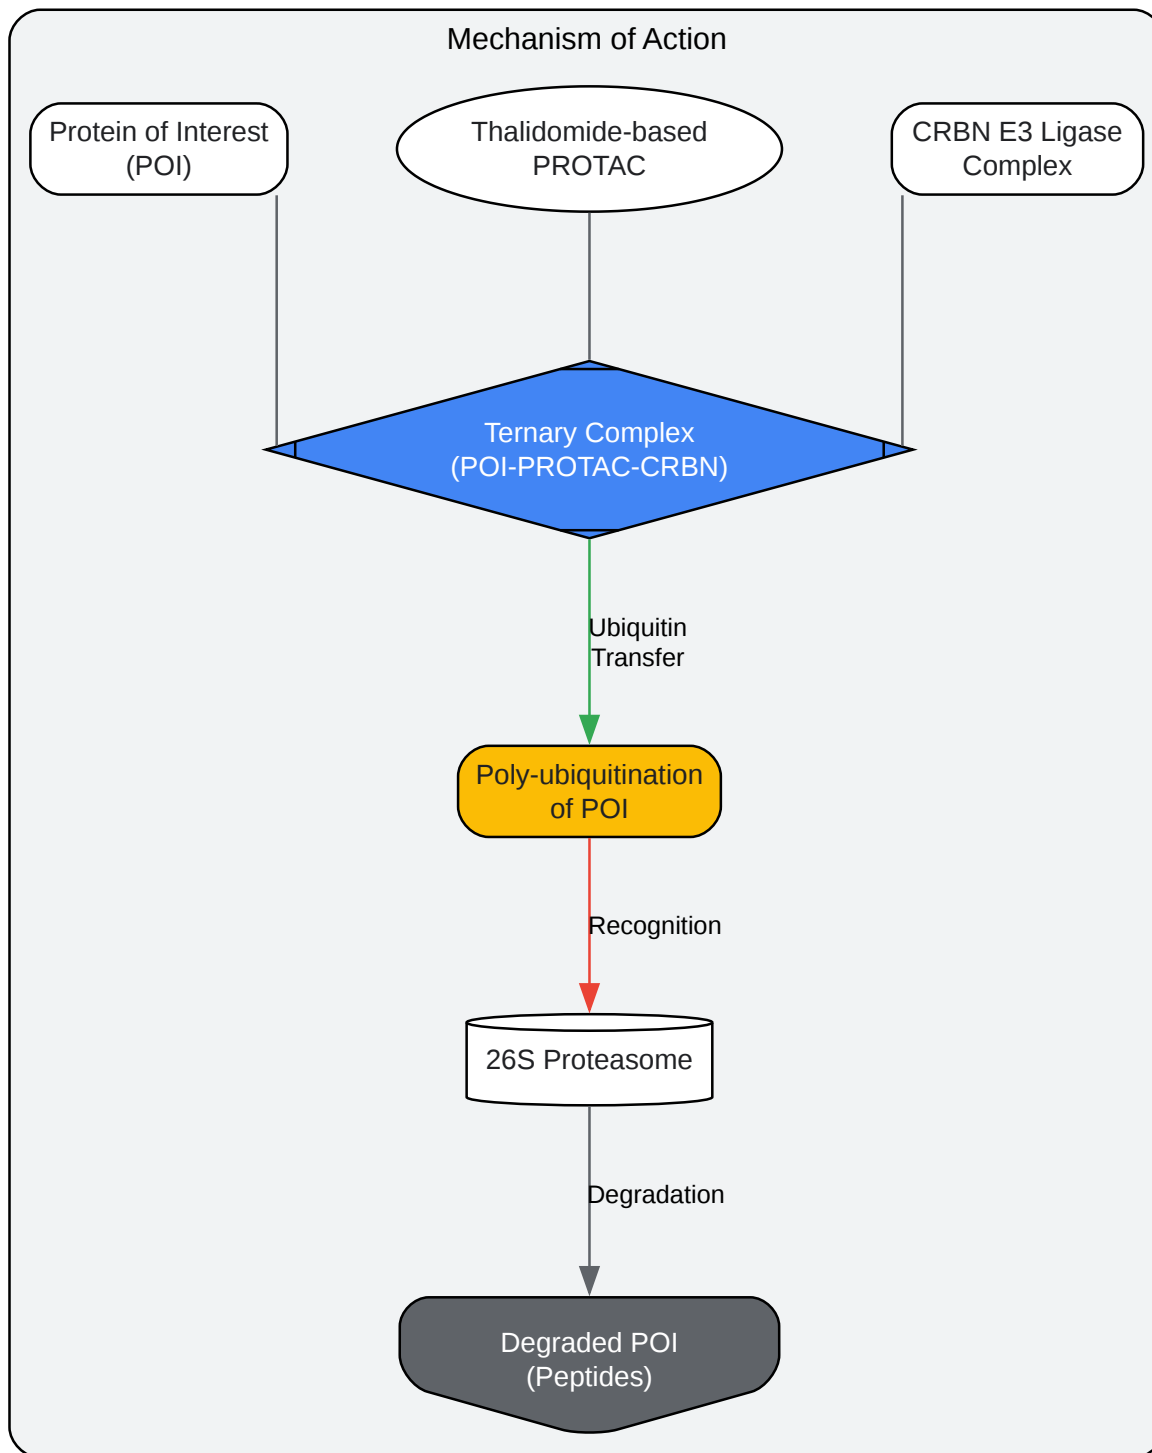 Mechanism of Action
Protein of Interest
(POI)
Thalidomide-based
PROTAC
CRBN E3 Ligase
Complex
Ternary Complex
(POI-PROTAC-CRBN)
Ubiquitin
Transfer
Poly-ubiquitination
of POI
Recognition
26S Proteasome
Degradation
Degraded POI
(Peptides)